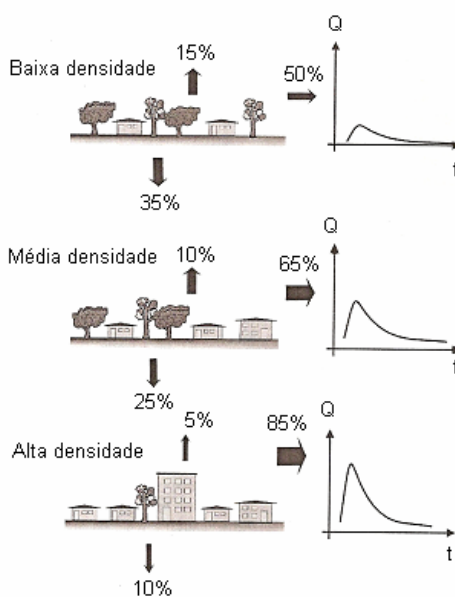 Q
15%
Baixa densidade
50%
t
35%
Q
Média densidade
10%
65%
t
25%
5%
85%
Q
Alta densidade
t
10%